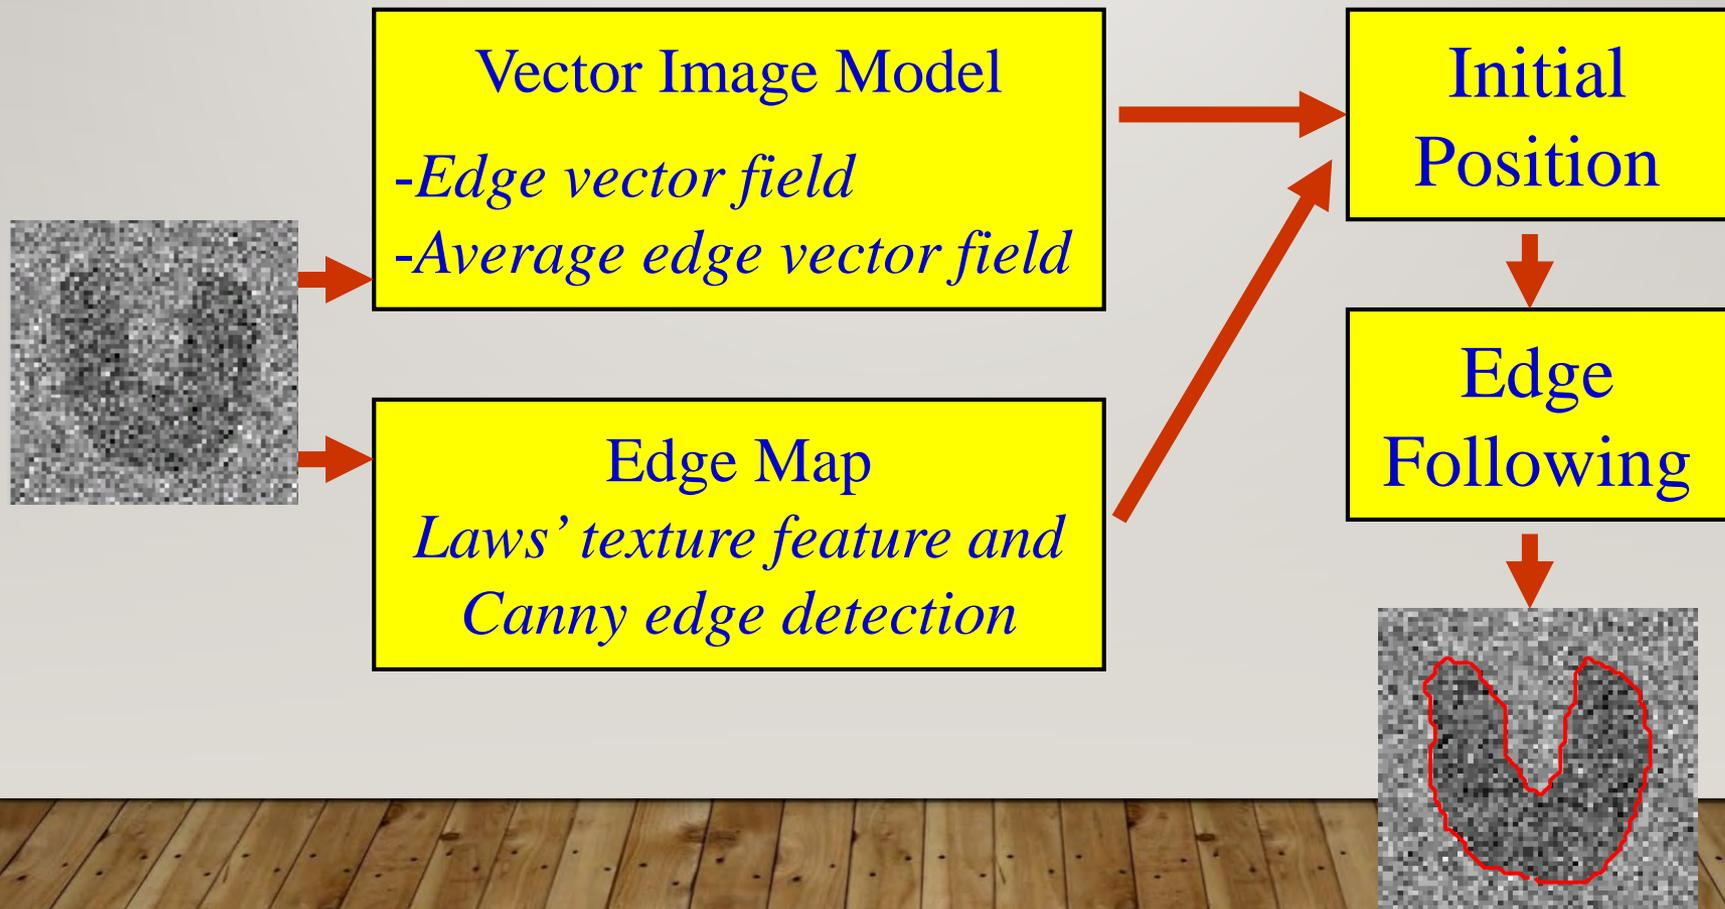 Vector Image Model
-Edge vector field
-Average edge vector field
Edge Map
Laws’ texture feature and
Canny edge detection
Initial
Position
Edge
Following